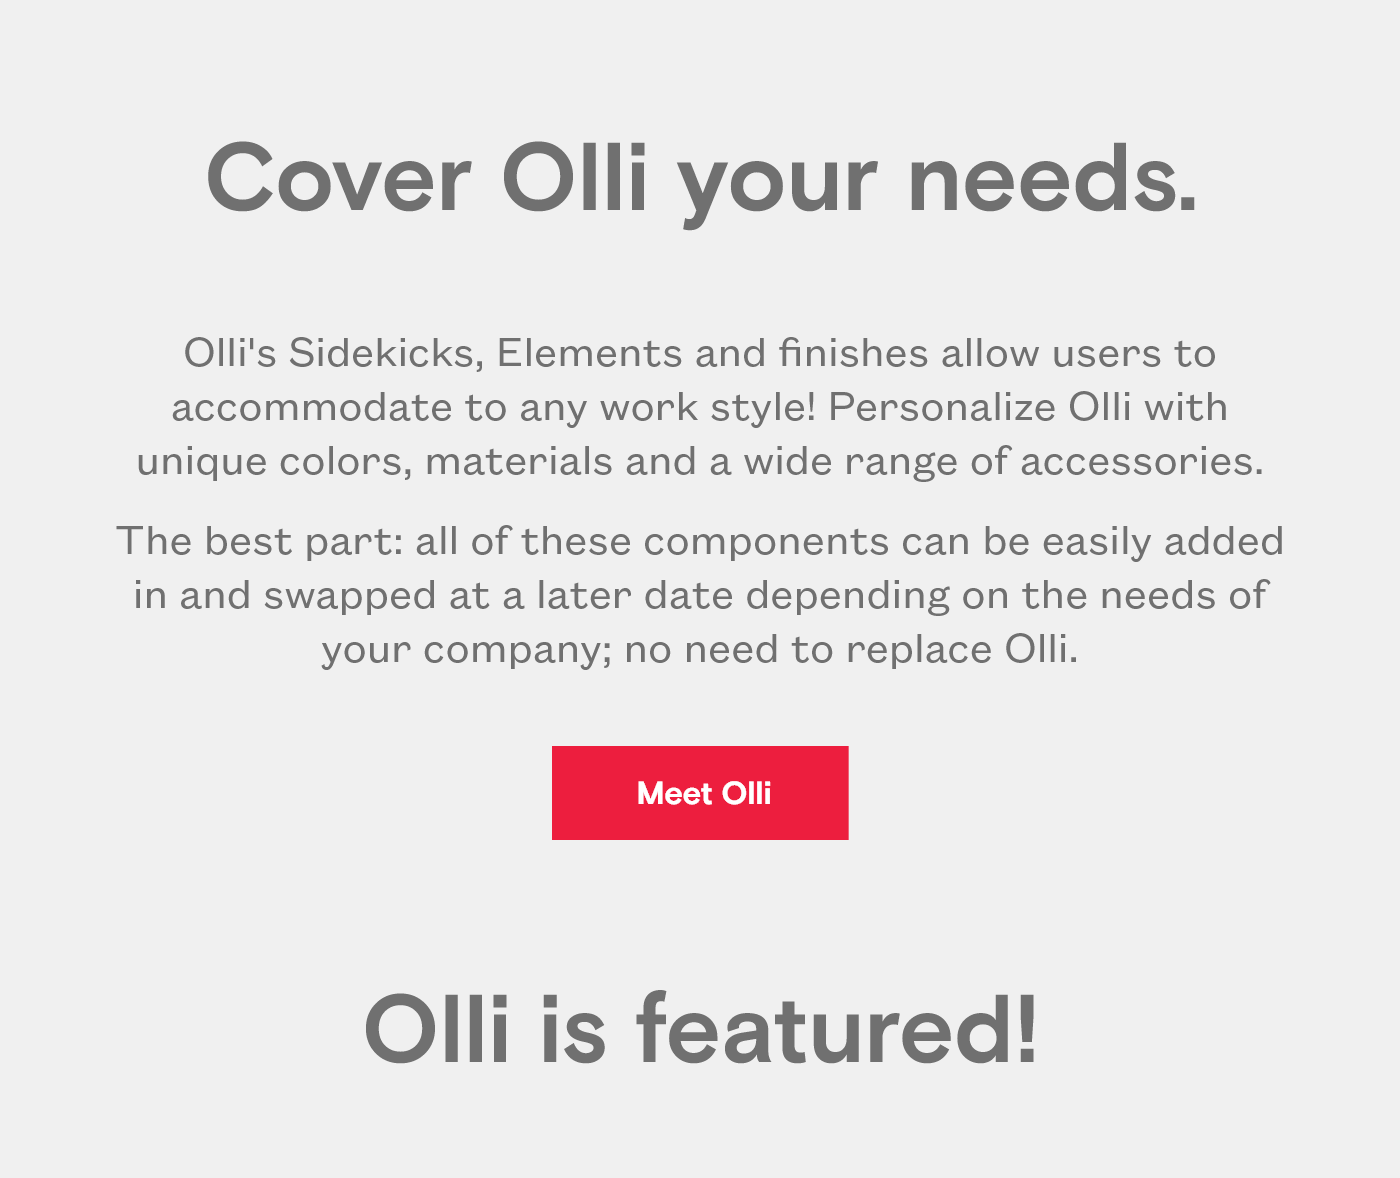 Cover Olli your needs.
Olli's Sidekicks, Elements and finishes allow users to
accommodate to any work style! Personalize Olli with
unique colors, materials and a wide range of accessories.
The best part: all of these components can be easily added
in and swapped at a later date depending on the needs of
your company; no need to replace Olli.
Meet Olli
Olli is featured!